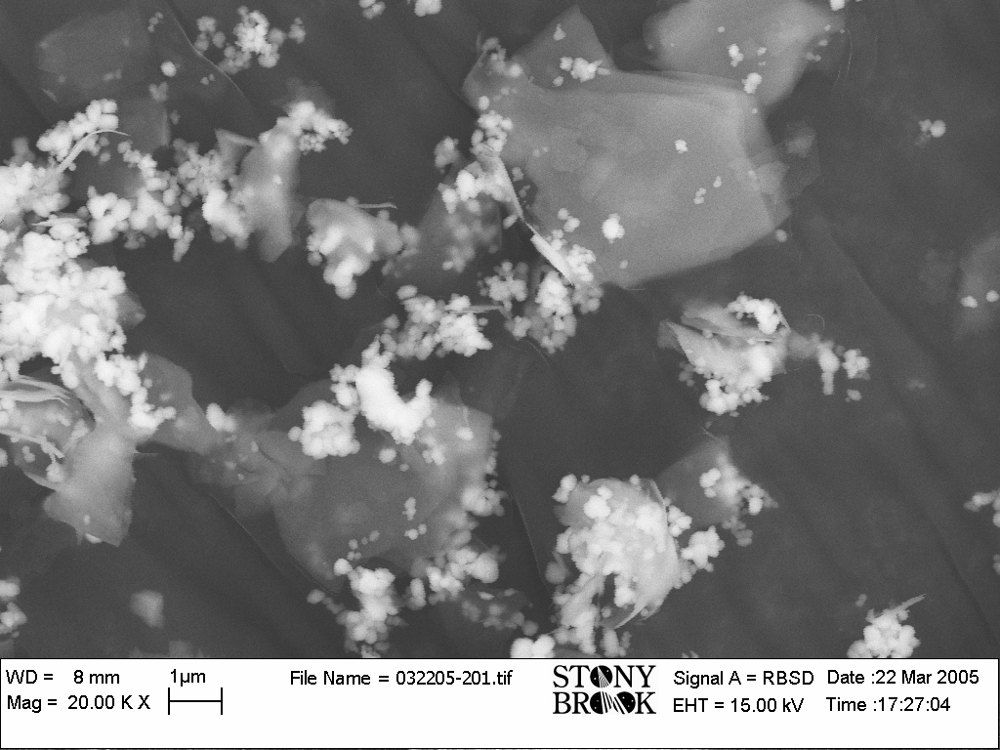 WD = 8 mm
Mag = 20.00 K X
1µm
File Name = 032205-201.tif
STONY
BROOK
Signal A = RBSD
EHT = 15.00 kV
Date :22 Mar 2005
Time :17:27:04